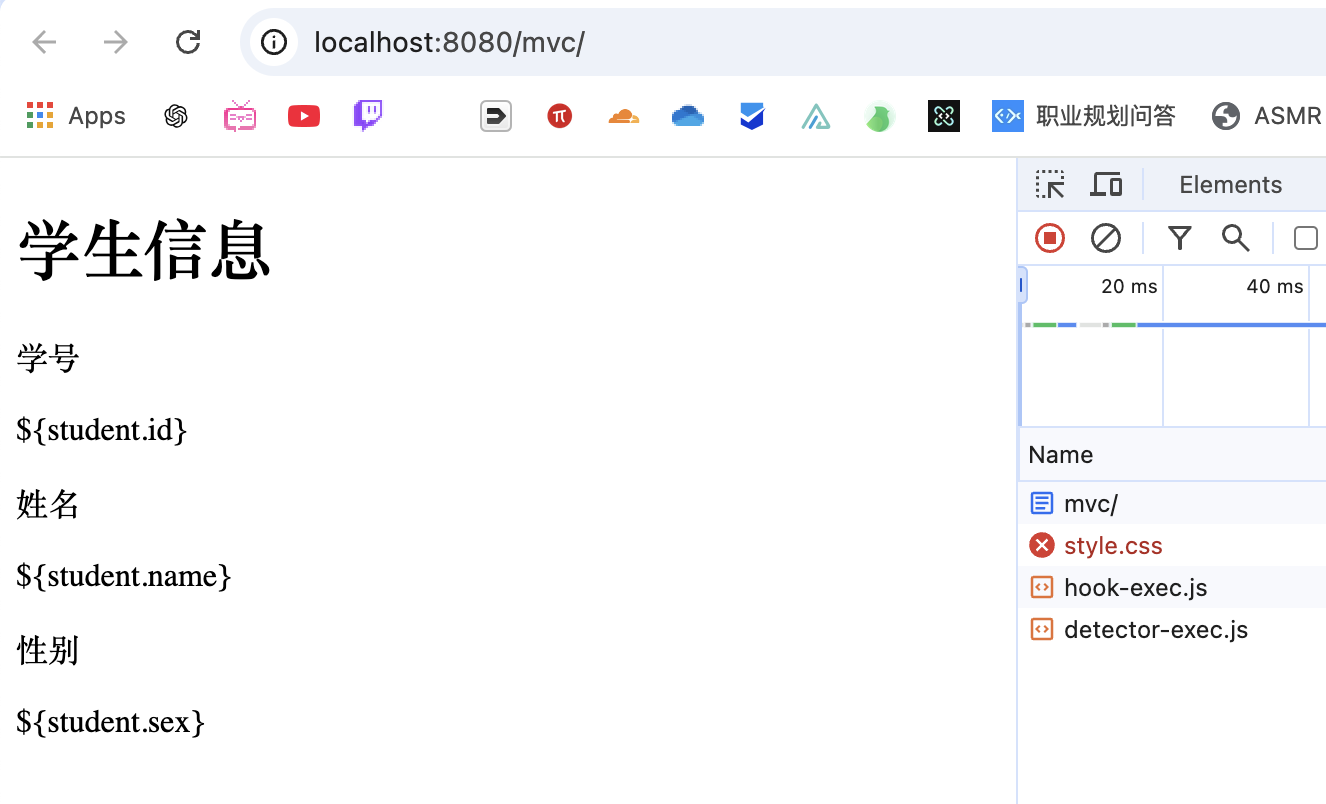 localhost:8080/mvc/
Apps
职业规划问答
ASMR
Elements
20 ms
40 ms
Name
mvc/
style.css
hook-exec.js
detector-exec.js
学生信息
学号
${student.id}
姓名
${student.name}
性别
${student.sex}